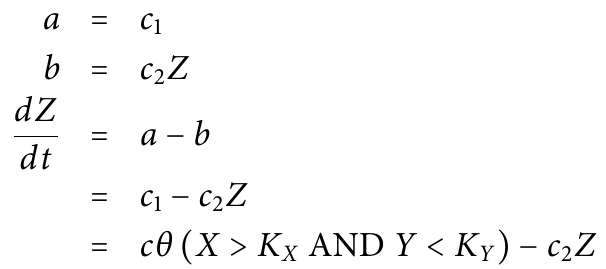 a = c₁
b = c₂Z
dZ/dt = a − b
= c₁ − c₂Z
= cθ (X > K_X AND Y < K_Y) − c₂Z